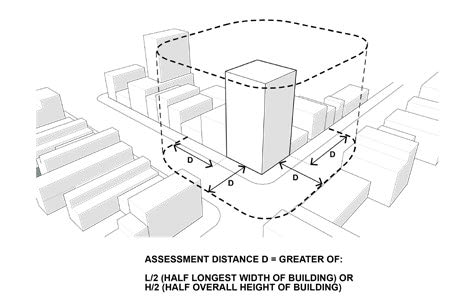 D
D
D
D
ASSESSMENT DISTANCE D = GREATER OF:
L/2 (HALF LONGEST WIDTH OF BUILDING) OR
H/2 (HALF OVERALL HEIGHT OF BUILDING)